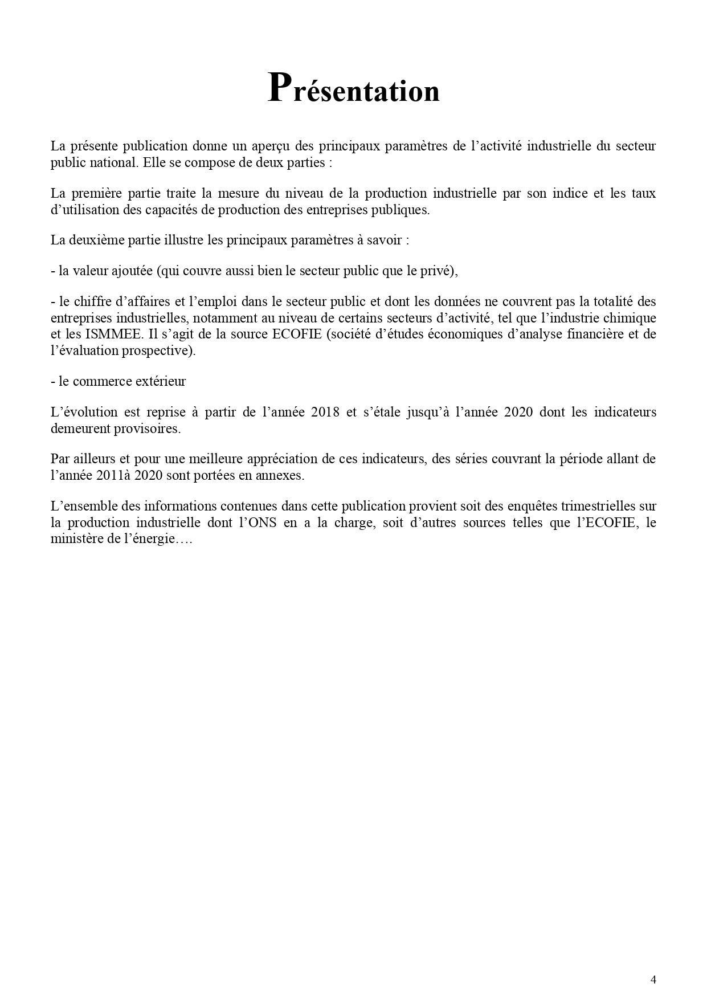 Présentation
La présente publication donne un aperçu des principaux paramètres de l’activité industrielle du secteur
public national. Elle se compose de deux parties :
La première partie traite la mesure du niveau de la production industrielle par son indice et les taux
d’utilisation des capacités de production des entreprises publiques.
La deuxième partie illustre les principaux paramètres à savoir :
- la valeur ajoutée (qui couvre aussi bien le secteur public que le privé),
- le chiffre d’affaires et l’emploi dans le secteur public et dont les données ne couvrent pas la totalité des
entreprises industrielles, notamment au niveau de certains secteurs d’activité, tel que l’industrie chimique
et les ISMMEE. Il s’agit de la source ECOFIE (société d’études économiques d’analyse financière et de
l’évaluation prospective).
- le commerce extérieur
L’évolution est reprise à partir de l’année 2018 et s’étale jusqu’à l’année 2020 dont les indicateurs
demeurent provisoires.
Par ailleurs et pour une meilleure appréciation de ces indicateurs, des séries couvrant la période allant de
l’année 2011à 2020 sont portées en annexes.
L’ensemble des informations contenues dans cette publication provient soit des enquêtes trimestrielles sur
la production industrielle dont l’ONS en a la charge, soit d’autres sources telles que l’ECOFIE, le
ministère de l’énergie….
4